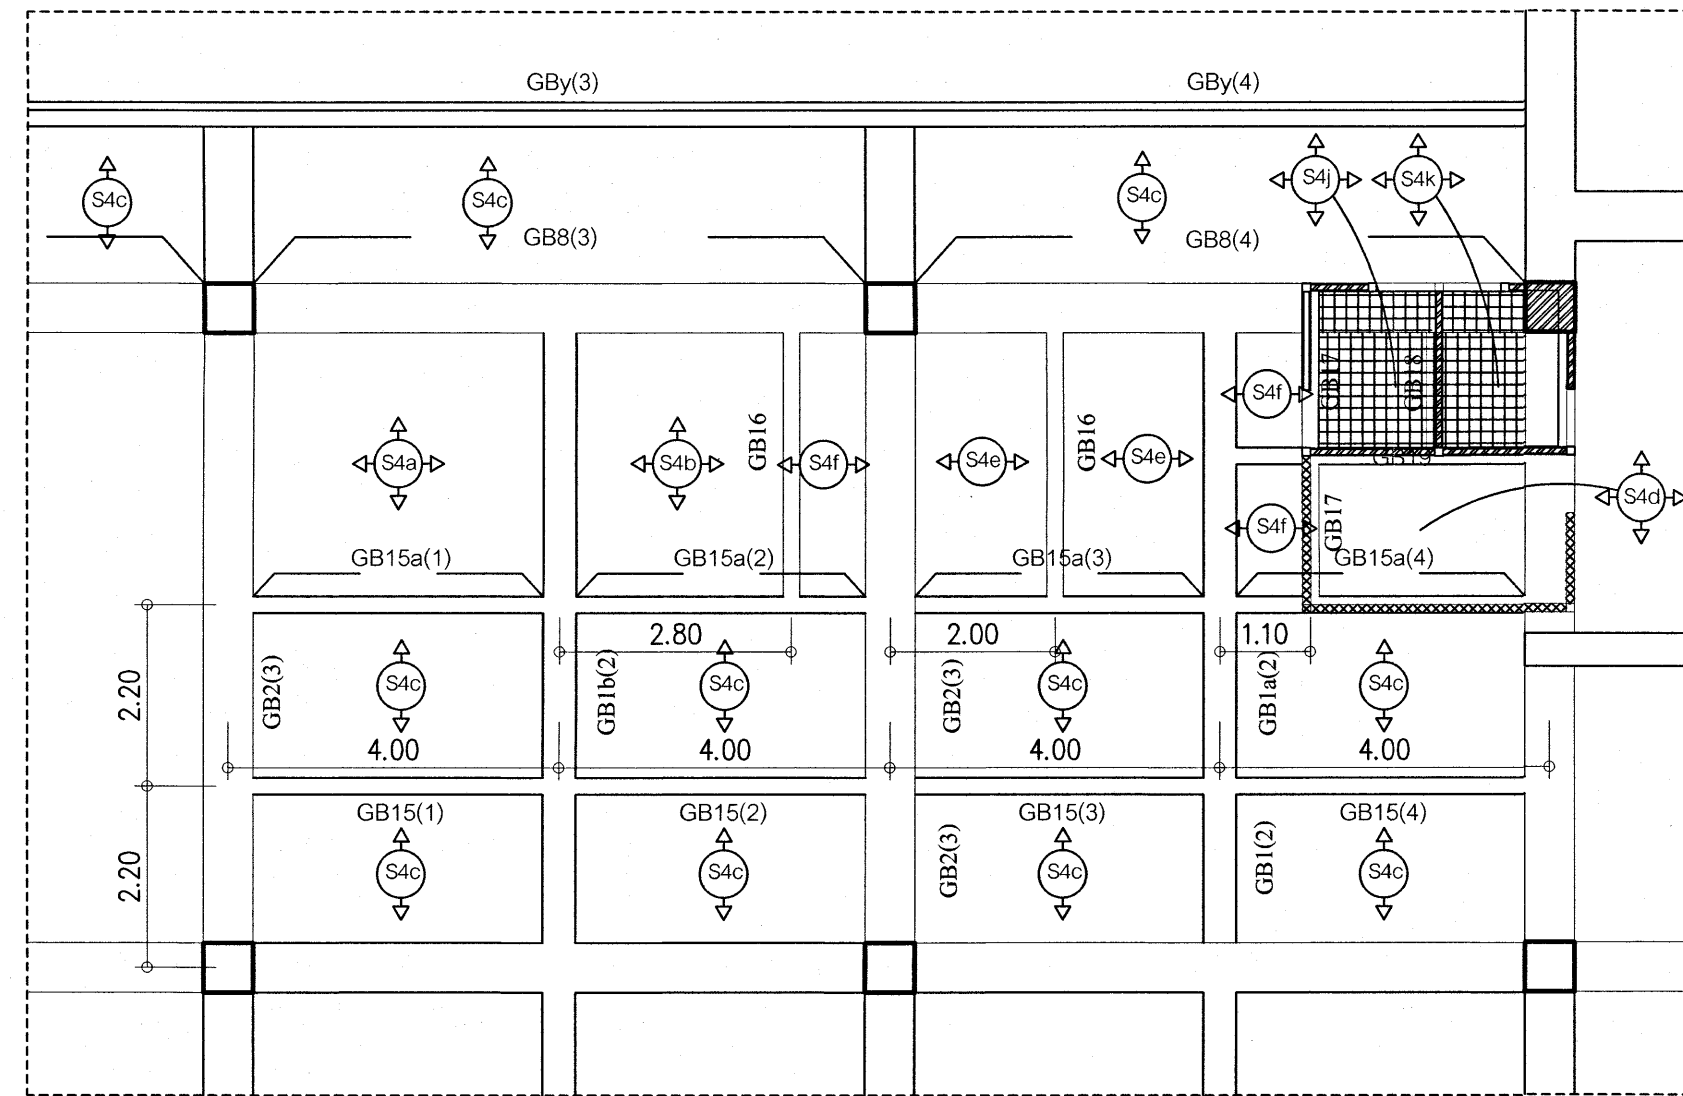 GBy(3)
GBy(4)
S4c
S4c
S4c
S4j
S4k
GB8(3)
GB8(4)
GB17
GB18
S4f
GB16
GB16
S4a
S4b
S4f
S4e
S4e
GB19
S4d
S4f
GB17
GB15a(1)
GB15a(2)
GB15a(3)
GB15a(4)
2.80
2.00
1.10
2.20
GB2(3)
S4c
GB1b(2)
S4c
GB2(3)
S4c
GB1a(2)
S4c
4.00
4.00
4.00
4.00
GB15(1)
GB15(2)
GB15(3)
GB15(4)
2.20
S4c
S4c
GB2(3)
S4c
GB1(2)
S4c